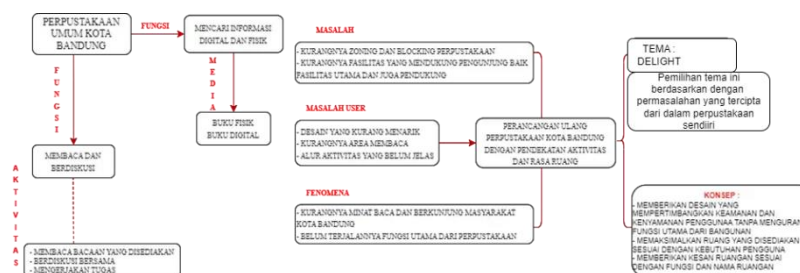 PERPUSTAKAAN
UMUM KOTA
BANDUNG
FUNGSI
MENCARI INFORMASI
DIGITAL DAN FISIK
FUNGSI
MEDIA
BUKU FISIK
BUKU DIGITAL
MEMBACA DAN
BERDISKUSI
AKTIVITAS
- MEMBACA BACAAN YANG DISEDIAKAN
- BERDISKUSI BERSAMA
- MENGERJAKAN TUGAS
MASALAH
- KURANGNYA ZONING DAN BLOCKING PERPUSTAKAAN
- KURANGNYA FASILITAS YANG MENDUKUNG PENGUNJUNG BAIK
FASILITAS UTAMA DAN JUGA PENDUKUNG
MASALAH USER
- DESAIN YANG KURANG MENARIK
- KURANGNYA AREA MEMBACA
- ALUR AKTIVITAS YANG BELUM JELAS
FENOMENA
- KURANGNYA MINAT BACA DAN BERKUNJUNG MASYARAKAT
KOTA BANDUNG
- BELUM TERJALANNYA FUNGSI UTAMA DARI PERPUSTAKAAN
PERANCANGAN ULANG
PERPUSTAKAAN KOTA BANDUNG
DENGAN PENDEKATAN AKTIVITAS
DAN RASA RUANG
TEMA :
DELIGHT
Pemilihan tema ini
berdasarkan dengan
permasalahan yang tercipta
dari dalam perpustakaan
sendiiri
KONSEP :
- MEMBERIKAN DESAIN YANG
MEMPERTIMBANGKAN KEAMANAN DAN
KENYAMANAN PENGGUNAA TANPA MENGURAN
FUNGSI UTAMA DARI BANGUNAN
- MEMAKSIMALKAN RUANG YANG DISEDIAKAN
SESUAI DENGAN KEBUTUHAN PENGGUNA
- MEMBERIKAN KESAN RUANGAN SESUAI
DENGAN FUNGSI DAN NAMA RUANGAN